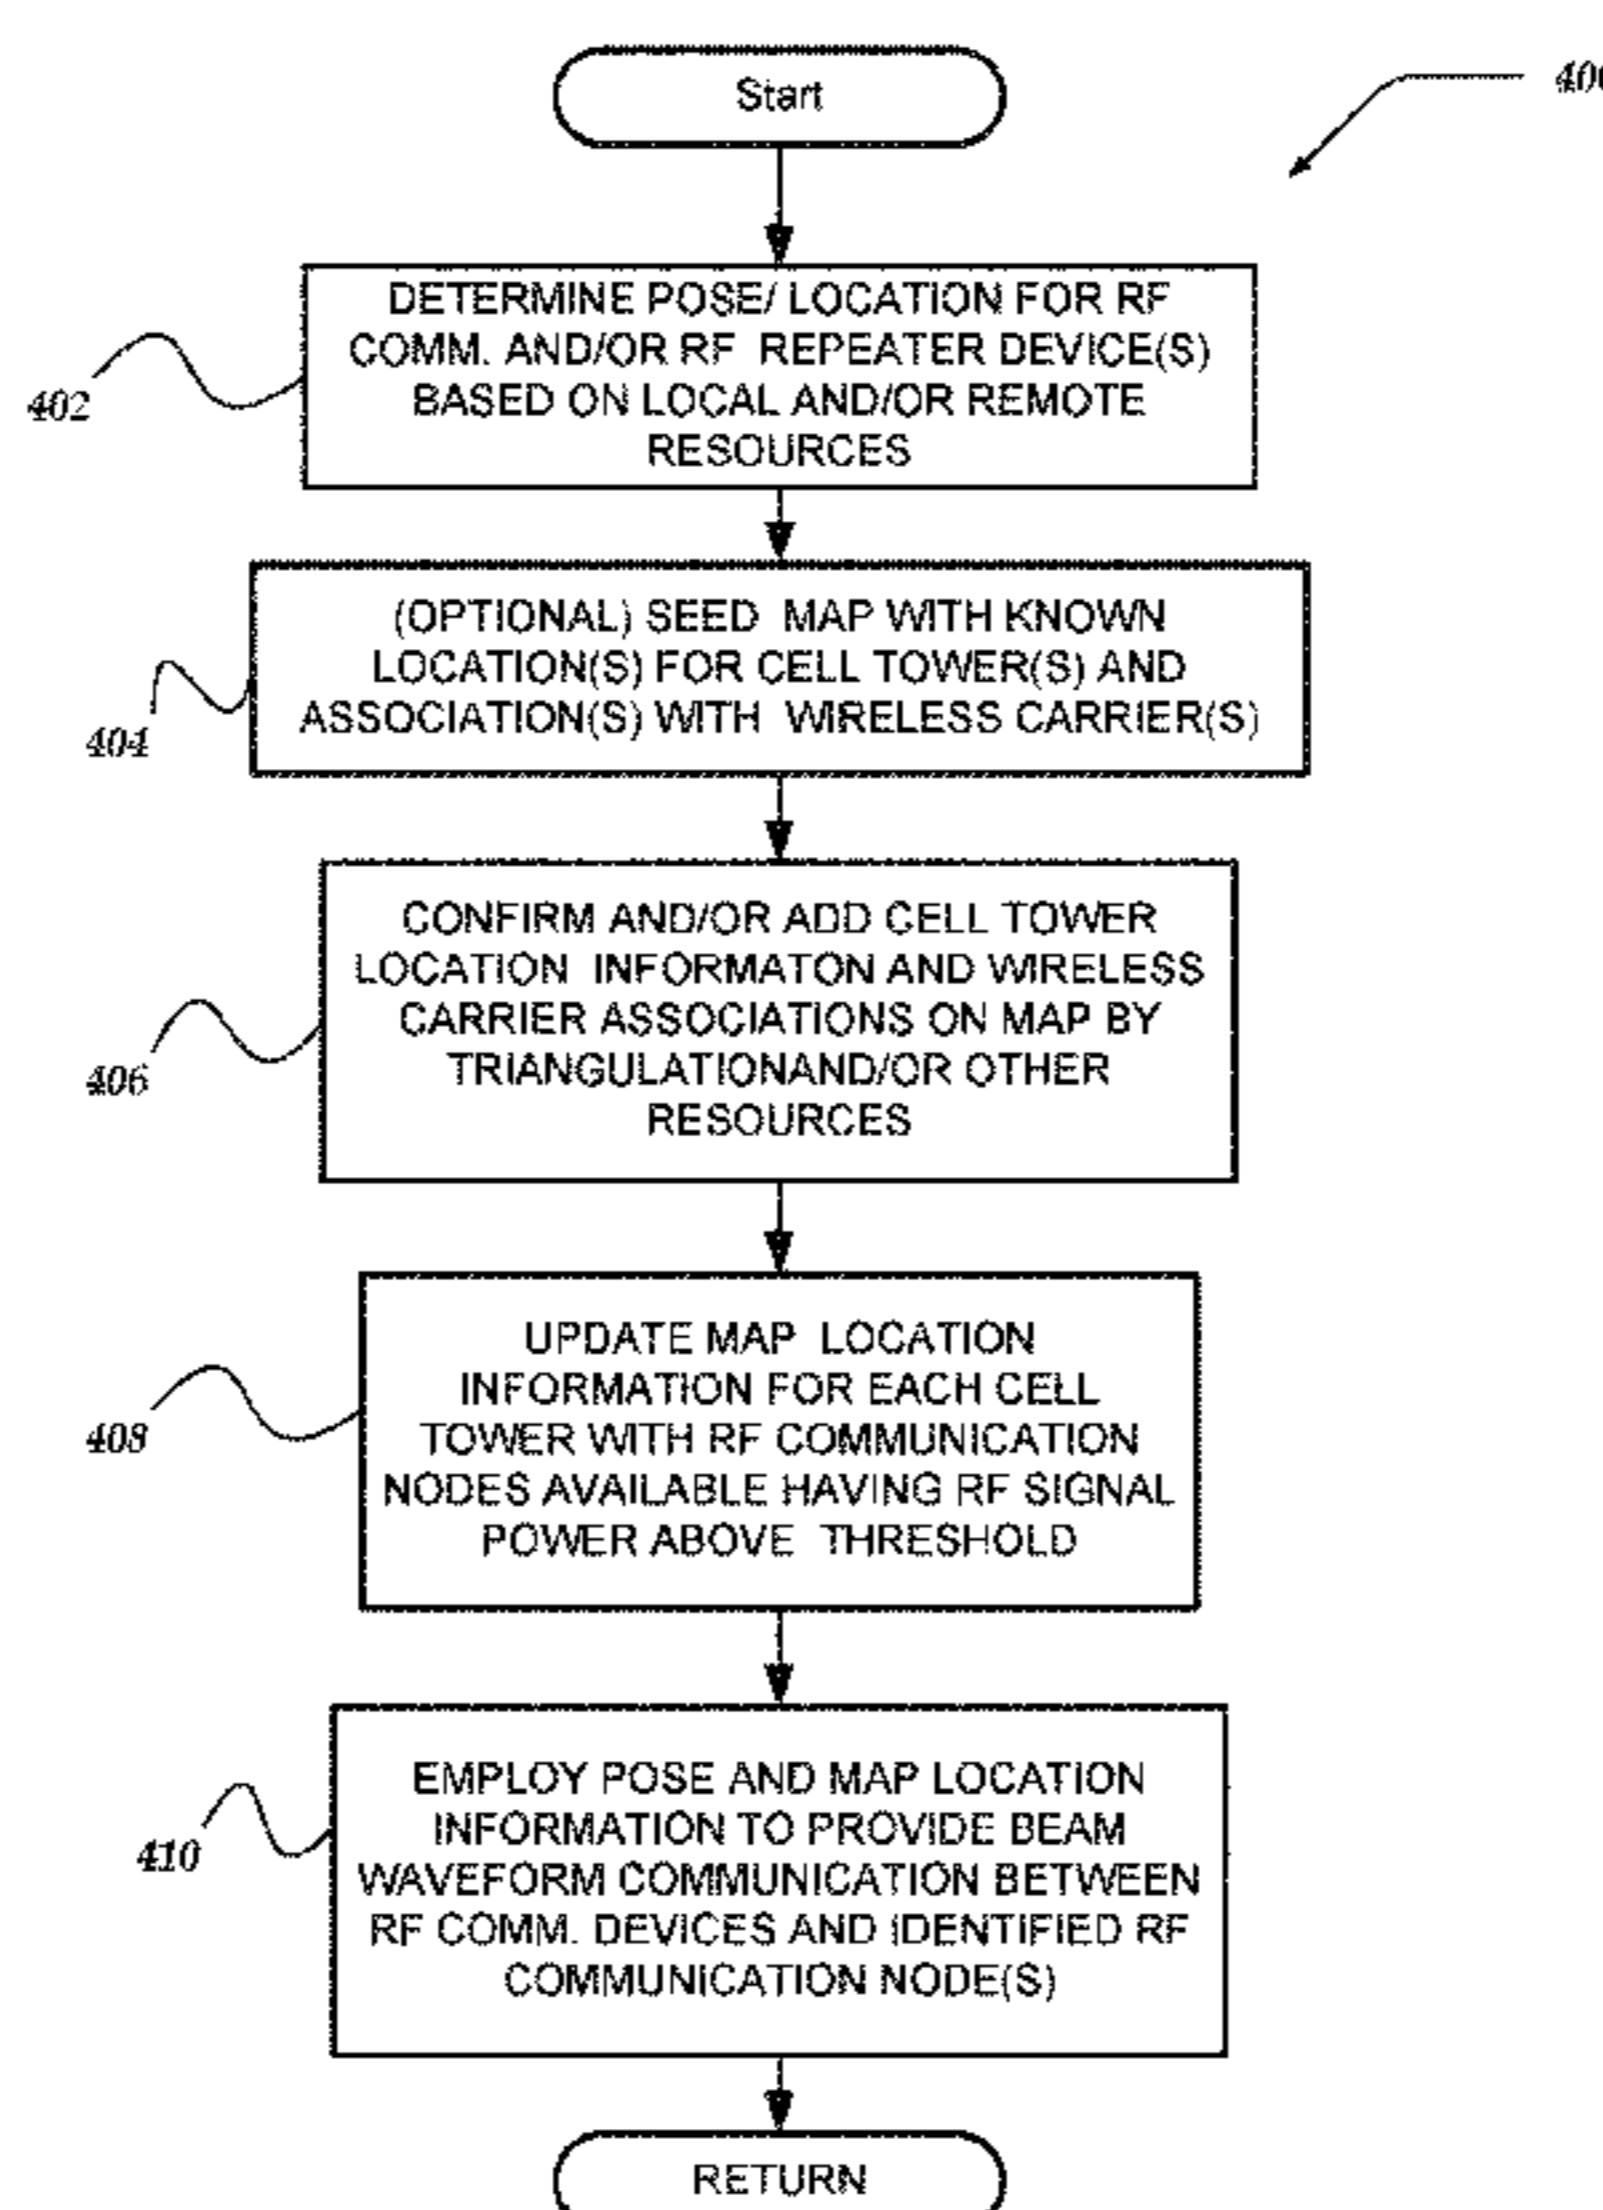 Start
400
DETERMINE POSE/ LOCATION FOR RF
COMM. AND/OR RF REPEATER DEVICE(S)
BASED ON LOCAL AND/OR REMOTE
RESOURCES
402
(OPTIONAL) SEED MAP WITH KNOWN
LOCATION(S) FOR CELL TOWER(S) AND
ASSOCIATION(S) WITH WIRELESS CARRIER(S)
404
CONFIRM AND/OR ADD CELL TOWER
LOCATION INFORMATON AND WIRELESS
CARRIER ASSOCIATIONS ON MAP BY
TRIANGULATIONAND/OR OTHER
RESOURCES
406
UPDATE MAP LOCATION
INFORMATION FOR EACH CELL
TOWER WITH RF COMMUNICATION
NODES AVAILABLE HAVING RF SIGNAL
POWER ABOVE THRESHOLD
408
EMPLOY POSE AND MAP LOCATION
INFORMATION TO PROVIDE BEAM
WAVEFORM COMMUNICATION BETWEEN
RF COMM. DEVICES AND IDENTIFIED RF
COMMUNICATION NODE(S)
410
RETURN